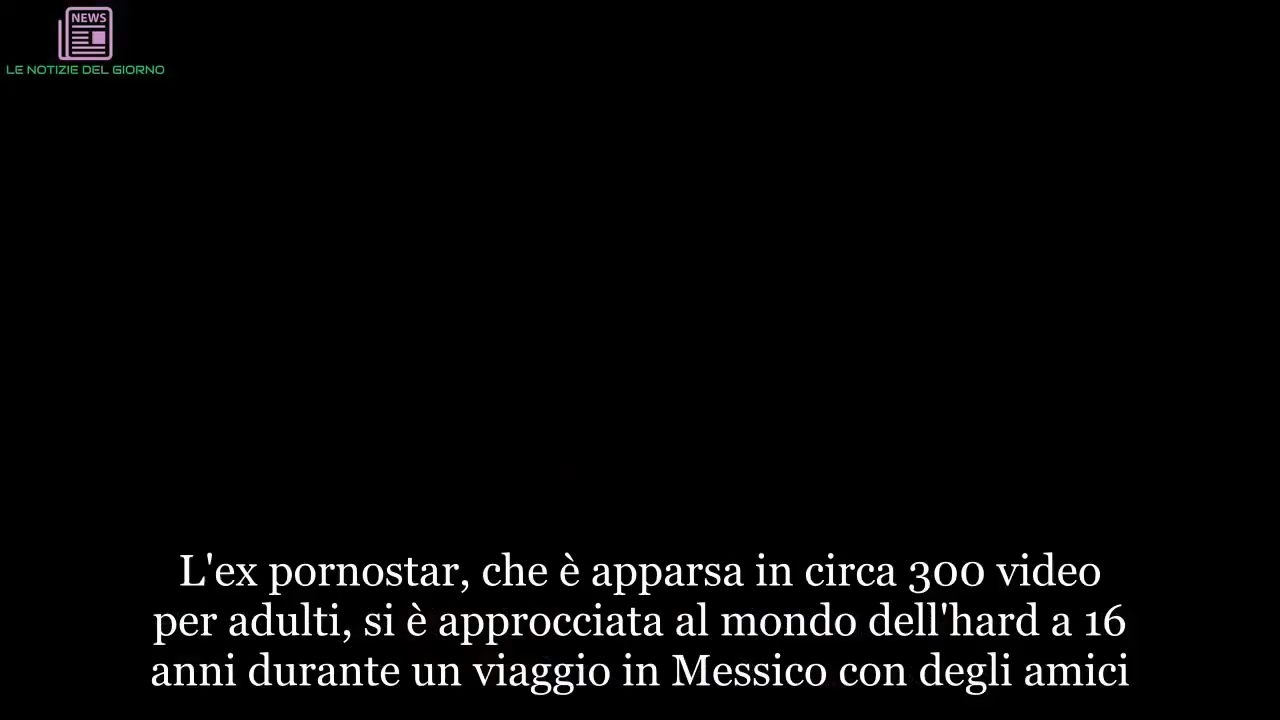 NEWS
LE NOTIZIE DEL GIORNO
L'ex pornostar, che è apparsa in circa 300 video
per adulti, si è approcciata al mondo dell'hard a 16
anni durante un viaggio in Messico con degli amici